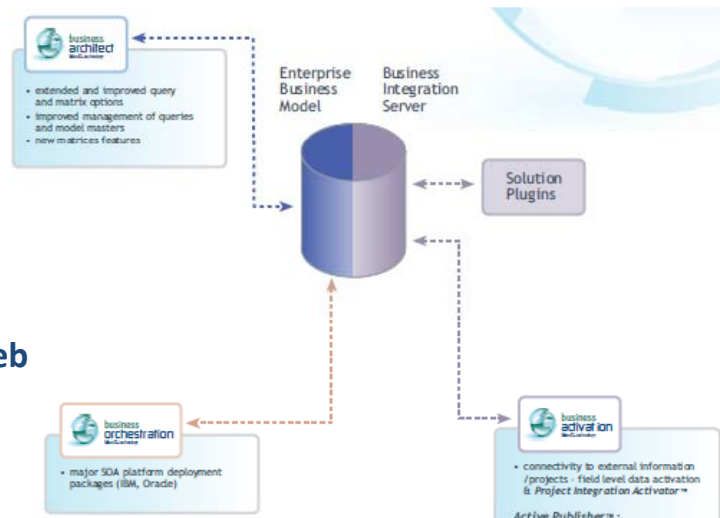 business
architect
• extended and improved query
and matrix options
• improved management of queries
and model masters
• new matrices features
Enterprise
Business
Model
Business
Integration
Server
Solution
Plugins
eb
business
orchestration
• major SOA platform deployment
packages (IBM, Oracle)
business
activation
• connectivity to external information
/projects - field level data activation
& Project Integration Activator™
Active Publisher™ :